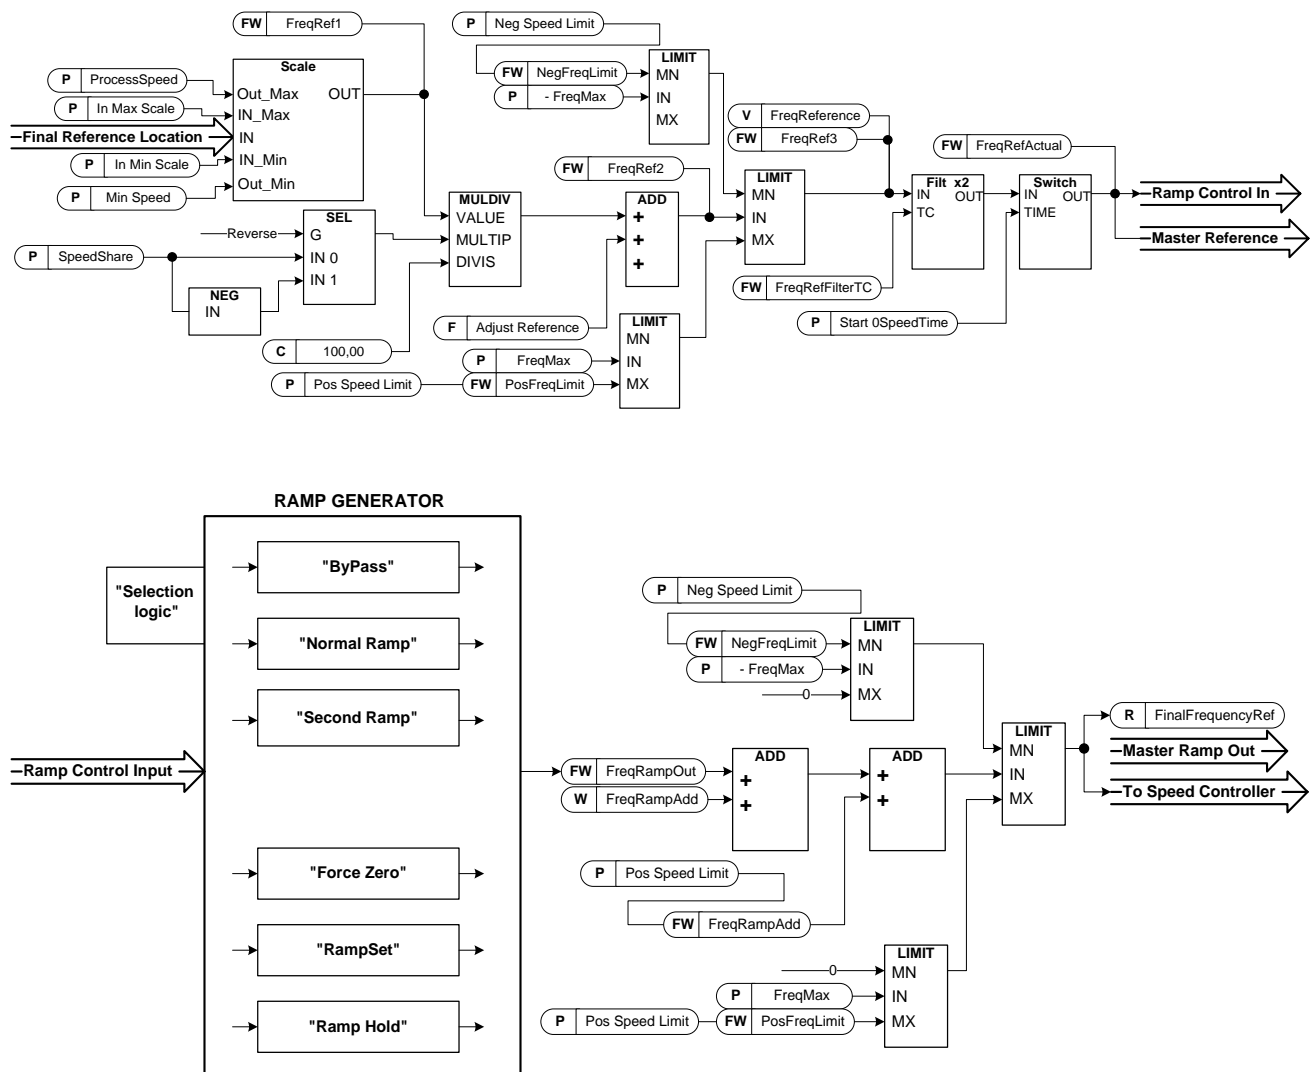 FW FreqRef1
P Neg Speed Limit
Scale
P ProcessSpeed
Out_Max OUT
P In Max Scale
IN_Max
Final Reference Location
IN
P In Min Scale
IN_Min
P Min Speed
Out_Min
LIMIT
FW NegFreqLimit
MN
P - FreqMax
IN
MX
V FreqReference
FW FreqRef3
FW FreqRef2
FW FreqRefActual
SEL
Reverse
G
P SpeedShare
IN 0
IN 1
NEG
IN
MULDIV
VALUE
MULTIP
DIVIS
ADD
+
+
+
LIMIT
MN
IN
MX
Filt x2
IN OUT
TC
Switch
IN OUT
TIME
Ramp Control In
Master Reference
FW FreqRefFilterTC
P Start 0SpeedTime
F Adjust Reference
C 100,00
LIMIT
MN
P FreqMax
IN
P Pos Speed Limit
FW PosFreqLimit
MX
RAMP GENERATOR
"Selection
logic"
"ByPass"
"Normal Ramp"
"Second Ramp"
Ramp Control Input
"Force Zero"
"RampSet"
"Ramp Hold"
P Neg Speed Limit
LIMIT
FW NegFreqLimit
MN
P - FreqMax
IN
0
MX
FW FreqRampOut
W FreqRampAdd
ADD
+
+
ADD
+
+
LIMIT
MN
IN
MX
R FinalFrequencyRef
Master Ramp Out
To Speed Controller
P Pos Speed Limit
FW FreqRampAdd
LIMIT
0
MN
P FreqMax
IN
P Pos Speed Limit
FW PosFreqLimit
MX